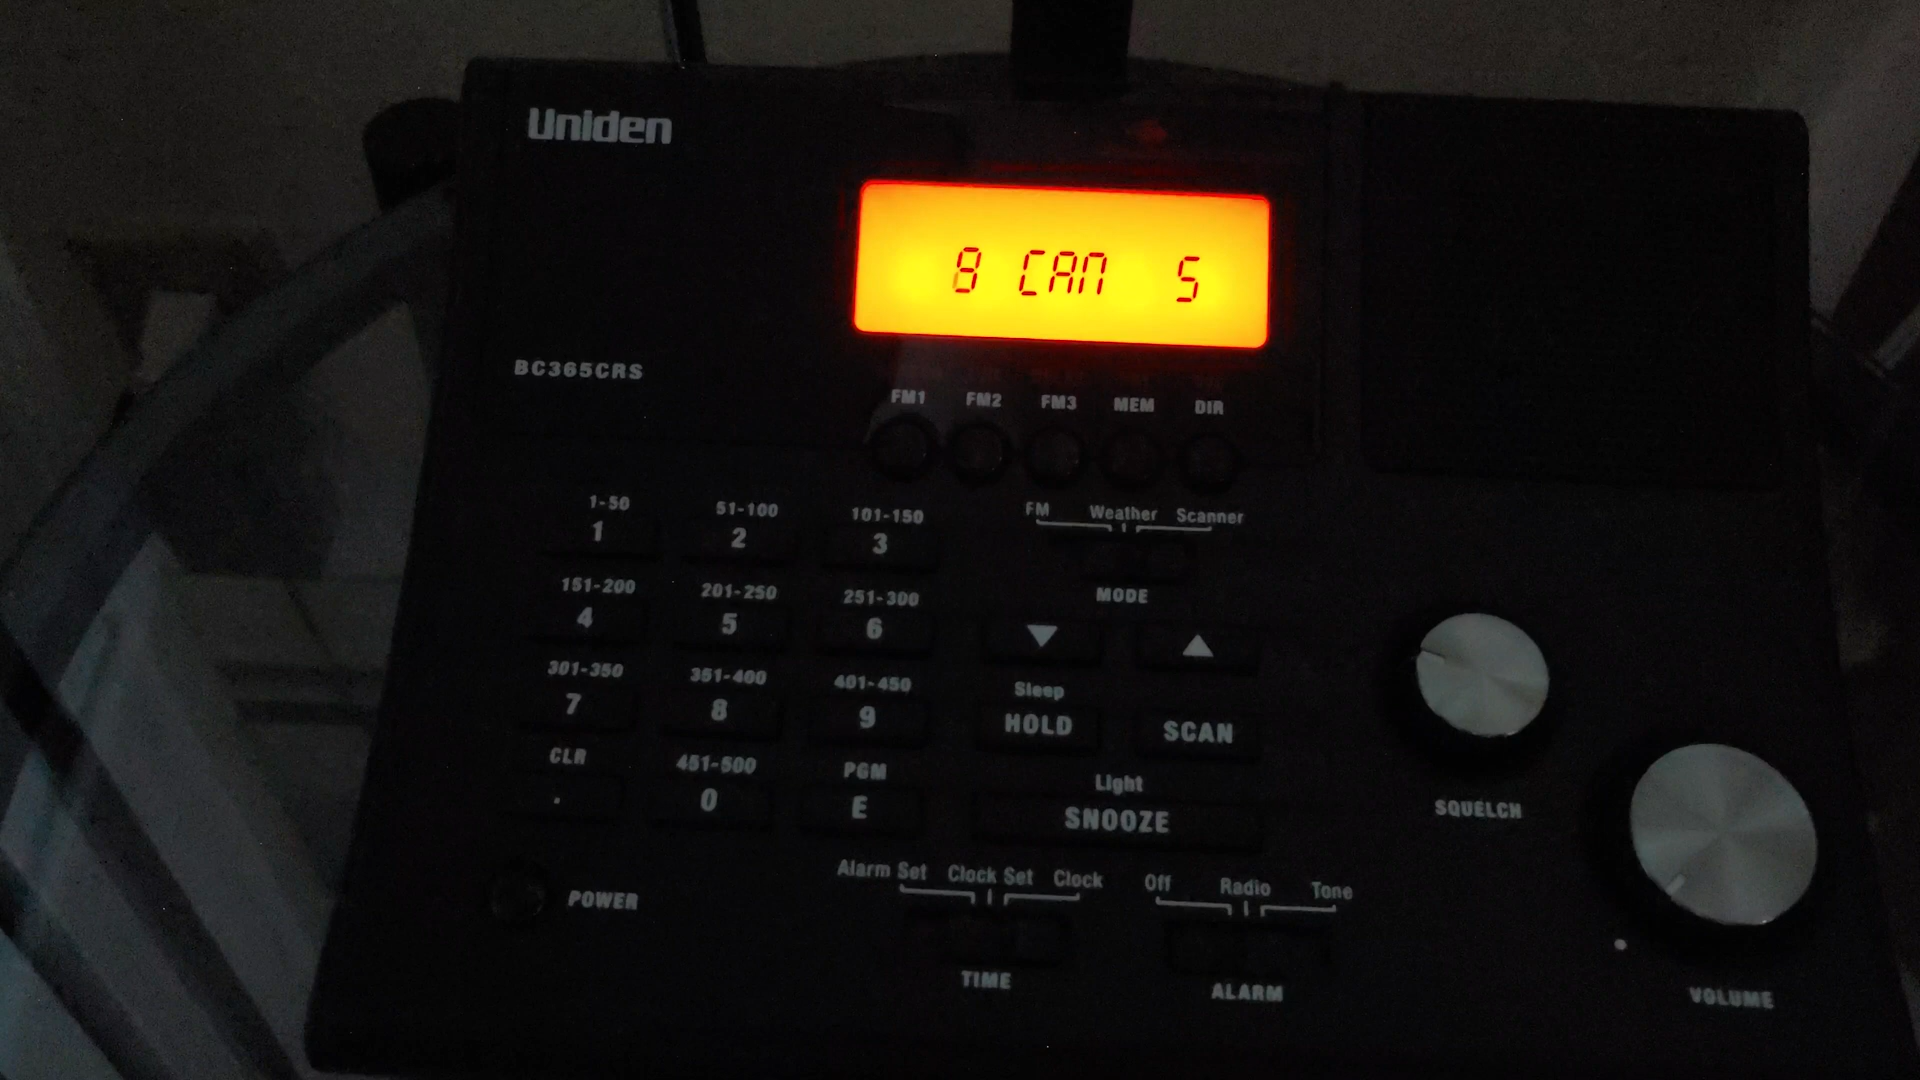 Uniden
8 CAN 5
BC365CRS
FM1 FM2 FM3 MEM DIR
1-50 51-100 101-150
1 2 3
FM Weather Scanner
MODE
151-200 201-250 251-300
4 5 6
301-350 351-400 401-450
7 8 9
Sleep
HOLD SCAN
CLR 451-500 PGM
. 0 E
Light
SNOOZE
SQUELCH
POWER
Alarm Set Clock Set Clock
TIME
Off Radio Tone
ALARM
VOLUME